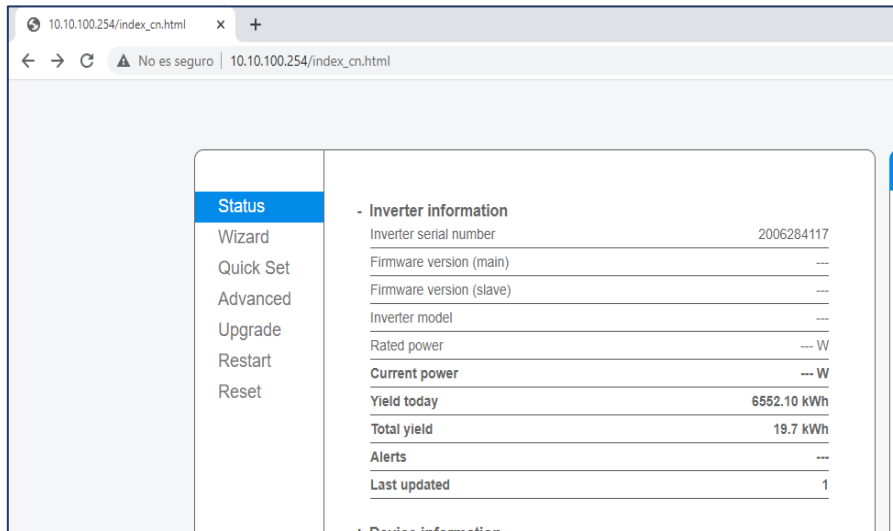 10.10.100.254/index_cn.html
No es seguro | 10.10.100.254/index_cn.html
Status
Wizard
Quick Set
Advanced
Upgrade
Restart
Reset
- Inverter information
Inverter serial number 2006284117
Firmware version (main) ---
Firmware version (slave) ---
Inverter model ---
Rated power --- W
Current power --- W
Yield today 6552.10 kWh
Total yield 19.7 kWh
Alerts ---
Last updated 1
+ Device information